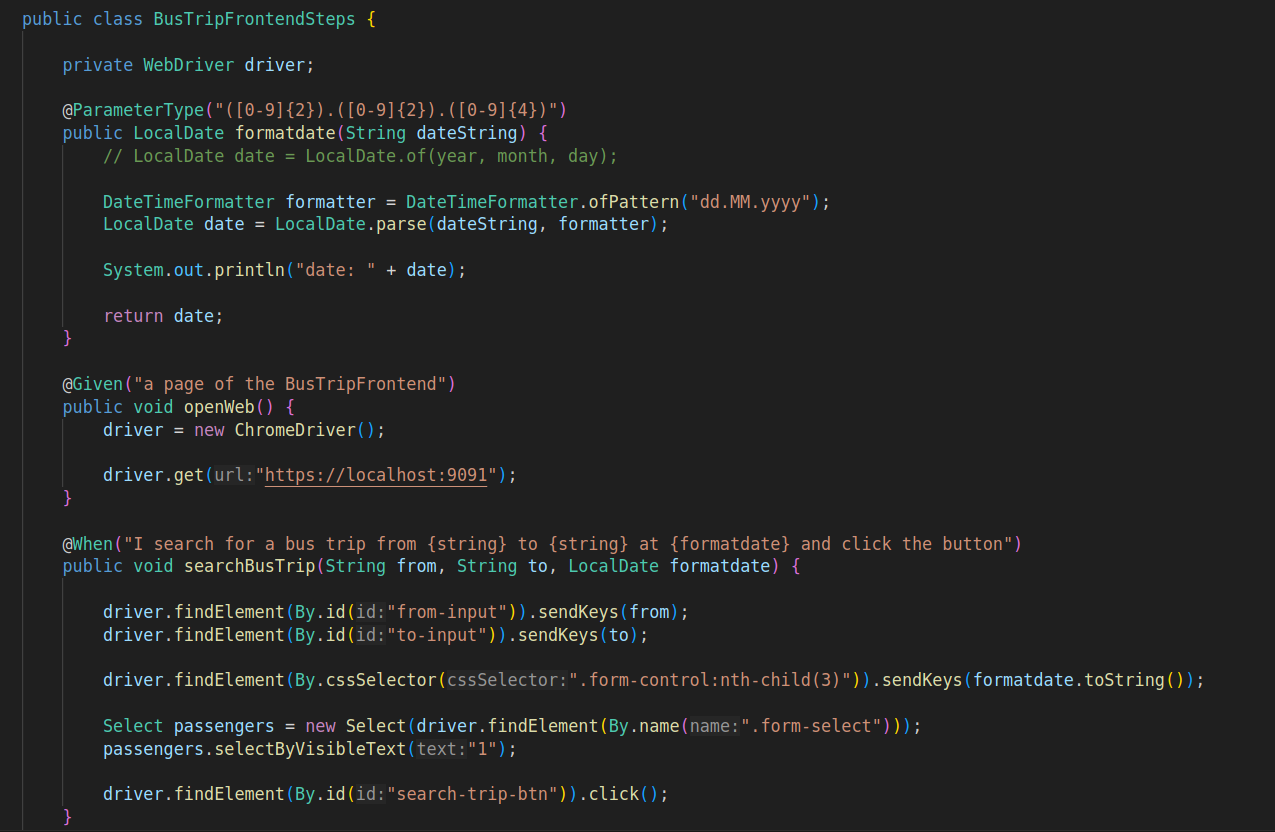 public class BusTripFrontendSteps {
private WebDriver driver;
@ParameterType("([0-9]{2}).([0-9]{2}).([0-9]{4})")
public LocalDate formatdate(String dateString) {
// LocalDate date = LocalDate.of(year, month, day);
DateTimeFormatter formatter = DateTimeFormatter.ofPattern("dd.MM.yyyy");
LocalDate date = LocalDate.parse(dateString, formatter);
System.out.println("date: " + date);
return date;
}
@Given("a page of the BusTripFrontend")
public void openWeb() {
driver = new ChromeDriver();
driver.get(url:"https://localhost:9091");
}
@When("I search for a bus trip from {string} to {string} at {formatdate} and click the button")
public void searchBusTrip(String from, String to, LocalDate formatdate) {
driver.findElement(By.id(id:"from-input")).sendKeys(from);
driver.findElement(By.id(id:"to-input")).sendKeys(to);
driver.findElement(By.cssSelector(cssSelector:".form-control:nth-child(3)")).sendKeys(formatdate.toString());
Select passengers = new Select(driver.findElement(By.name(name:".form-select")));
passengers.selectByVisibleText(text:"1");
driver.findElement(By.id(id:"search-trip-btn")).click();
}